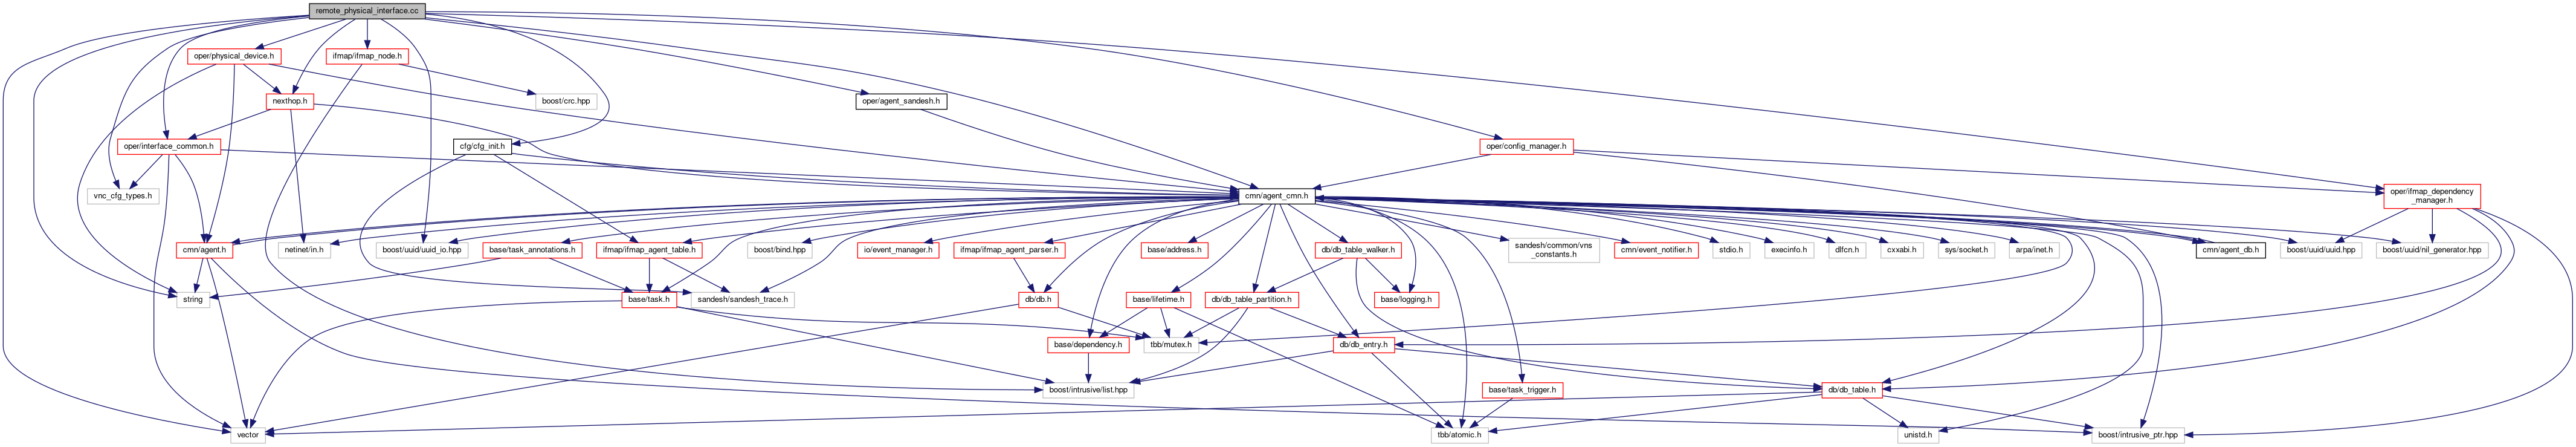 remote_physical_interface.cc
oper/physical_device.h
ifmap/ifmap_node.h
nexthop.h
boost/crc.hpp
oper/agent_sandesh.h
oper/interface_common.h
cfg/cfg_init.h
oper/config_manager.h
vnc_cfg_types.h
cmn/agent_cmn.h
oper/ifmap_dependency
_manager.h
cmn/agent.h
netinet/in.h
boost/uuid/uuid_io.hpp
base/task_annotations.h
ifmap/ifmap_agent_table.h
boost/bind.hpp
io/event_manager.h
ifmap/ifmap_agent_parser.h
base/address.h
db/db_table_walker.h
sandesh/common/vns
_constants.h
cmn/event_notifier.h
stdio.h
execinfo.h
dlfcn.h
cxxabi.h
sys/socket.h
arpa/inet.h
cmn/agent_db.h
boost/uuid/uuid.hpp
boost/uuid/nil_generator.hpp
string
base/task.h
sandesh/sandesh_trace.h
db/db.h
base/lifetime.h
db/db_table_partition.h
base/logging.h
base/dependency.h
tbb/mutex.h
db/db_entry.h
boost/intrusive/list.hpp
base/task_trigger.h
db/db_table.h
vector
tbb/atomic.h
unistd.h
boost/intrusive_ptr.hpp